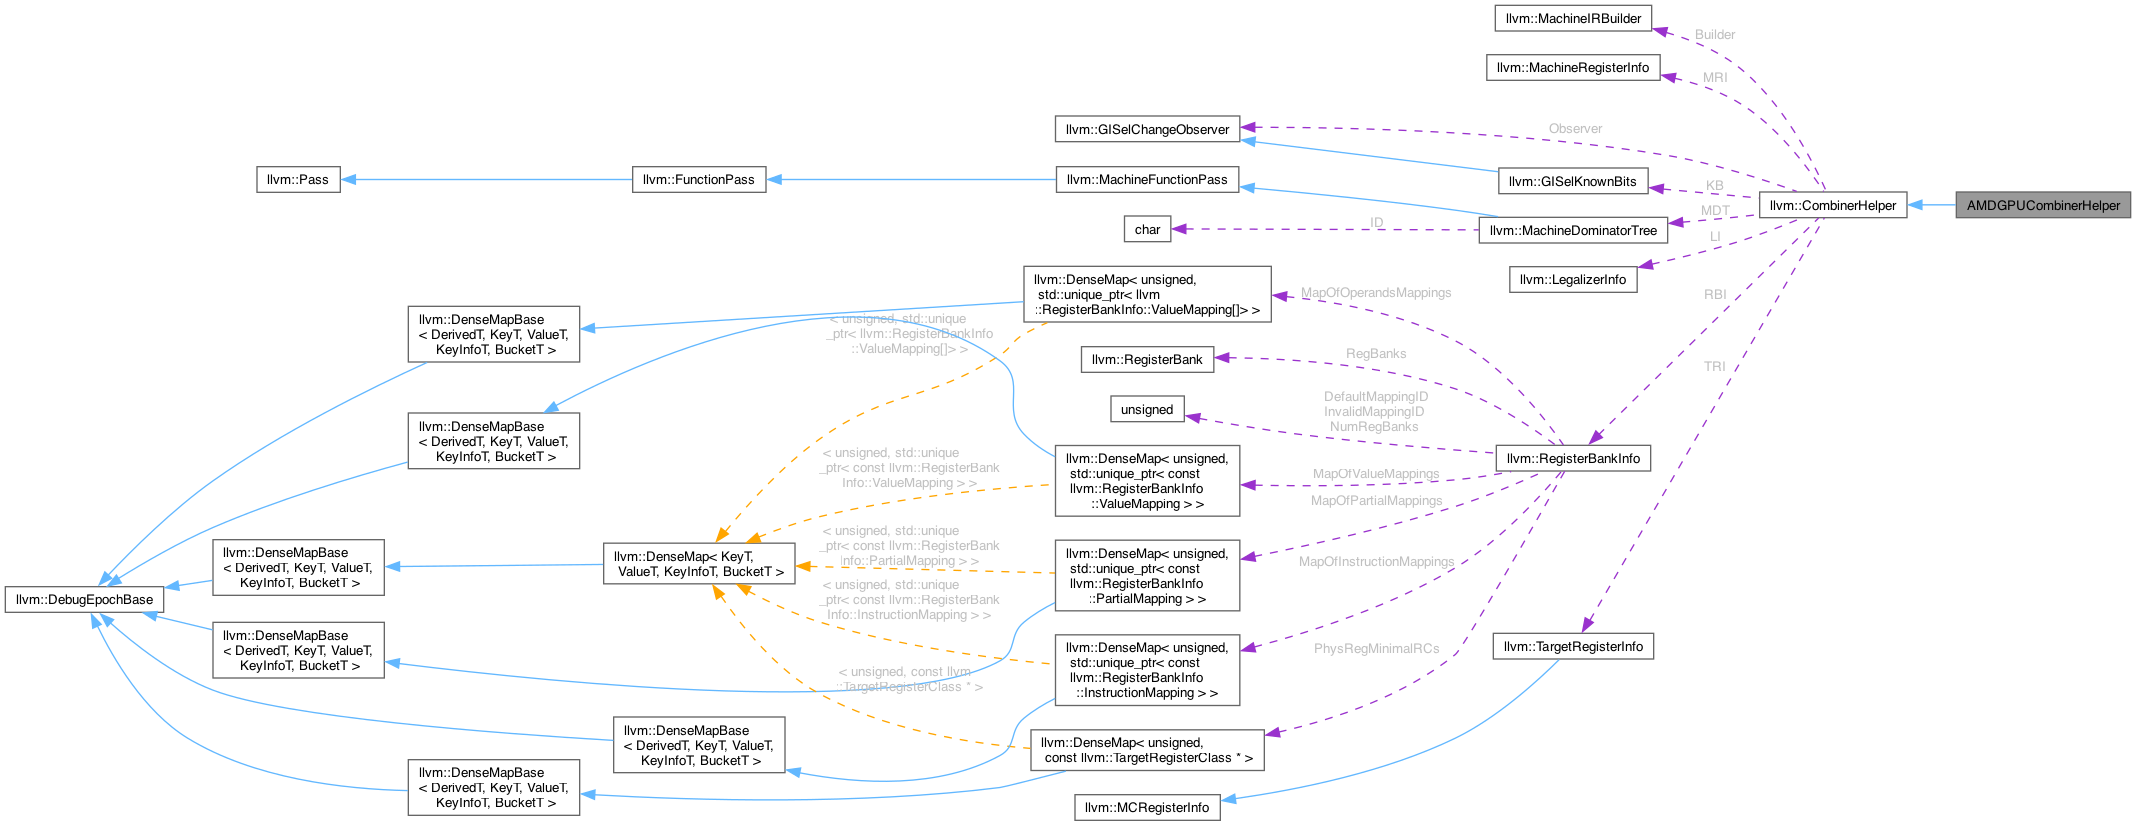 llvm::MachineIRBuilder
Builder
llvm::MachineRegisterInfo
MRI
llvm::GISelChangeObserver
Observer
llvm::Pass
llvm::FunctionPass
llvm::MachineFunctionPass
llvm::GISelKnownBits
KB
llvm::CombinerHelper
AMDGPUCombinerHelper
MDT
char
ID
llvm::MachineDominatorTree
LI
llvm::LegalizerInfo
llvm::DenseMap< unsigned,
std::unique_ptr< llvm
::RegisterBankInfo::ValueMapping[]> >
MapOfOperandsMappings
RBI
llvm::DenseMapBase
< DerivedT, KeyT, ValueT,
KeyInfoT, BucketT >
< unsigned, std::unique
_ptr< llvm::RegisterBankInfo
::ValueMapping[]> >
llvm::RegisterBank
RegBanks
TRI
unsigned
DefaultMappingID
InvalidMappingID
NumRegBanks
llvm::DenseMapBase
< DerivedT, KeyT, ValueT,
KeyInfoT, BucketT >
< unsigned, std::unique
_ptr< const llvm::RegisterBank
Info::ValueMapping > >
llvm::DenseMap< unsigned,
std::unique_ptr< const
llvm::RegisterBankInfo
::ValueMapping > >
MapOfValueMappings
llvm::RegisterBankInfo
MapOfPartialMappings
llvm::DenseMapBase
< DerivedT, KeyT, ValueT,
KeyInfoT, BucketT >
llvm::DenseMap< KeyT,
ValueT, KeyInfoT, BucketT >
< unsigned, std::unique
_ptr< const llvm::RegisterBank
Info::PartialMapping > >
llvm::DenseMap< unsigned,
std::unique_ptr< const
llvm::RegisterBankInfo
::PartialMapping > >
MapOfInstructionMappings
llvm::DebugEpochBase
< unsigned, std::unique
_ptr< const llvm::RegisterBank
Info::InstructionMapping > >
llvm::DenseMapBase
< DerivedT, KeyT, ValueT,
KeyInfoT, BucketT >
llvm::DenseMap< unsigned,
std::unique_ptr< const
llvm::RegisterBankInfo
::InstructionMapping > >
PhysRegMinimalRCs
llvm::TargetRegisterInfo
< unsigned, const llvm
::TargetRegisterClass * >
llvm::DenseMapBase
< DerivedT, KeyT, ValueT,
KeyInfoT, BucketT >
llvm::DenseMap< unsigned,
const llvm::TargetRegisterClass * >
llvm::DenseMapBase
< DerivedT, KeyT, ValueT,
KeyInfoT, BucketT >
llvm::MCRegisterInfo